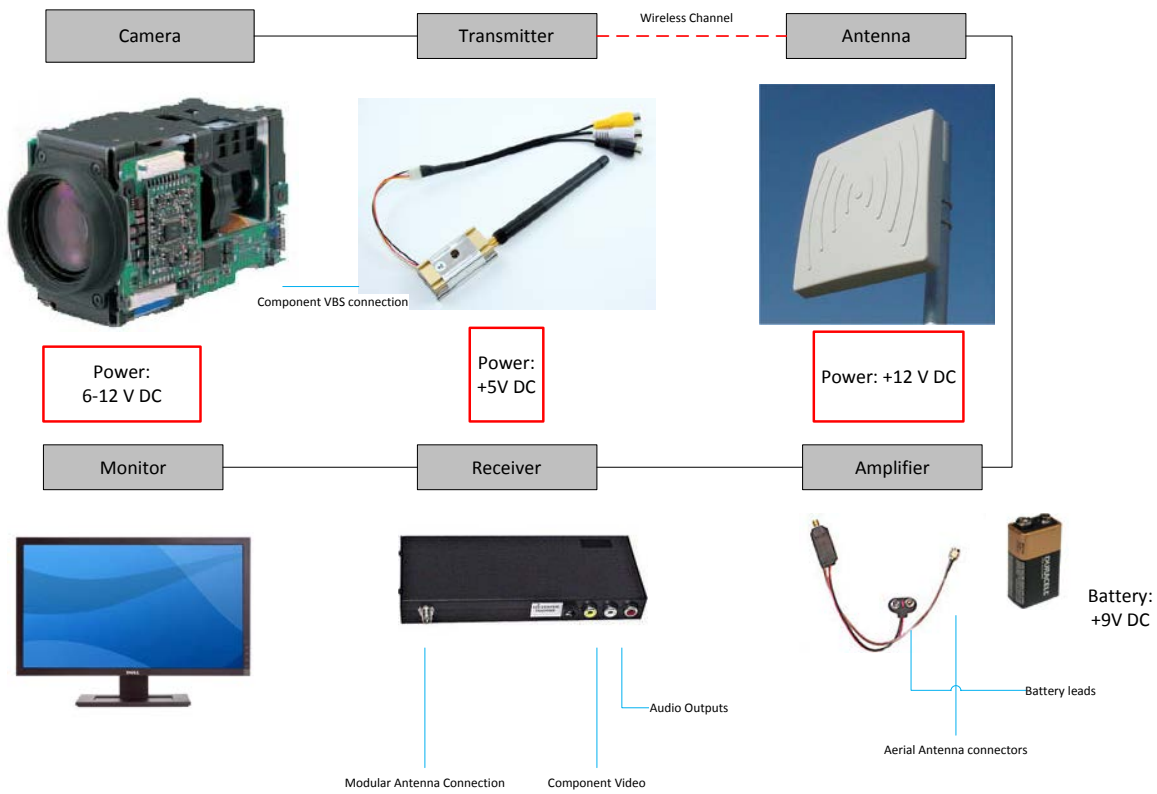 Wireless Channel
Camera
Transmitter
Antenna
Component VBS connection
Power:
6-12 V DC
Power:
+5V DC
Power: +12 V DC
Monitor
Receiver
Amplifier
DURACELL
Battery:
+9V DC
DELL
Audio Outputs
Battery leads
Aerial Antenna connectors
Modular Antenna Connection
Component Video